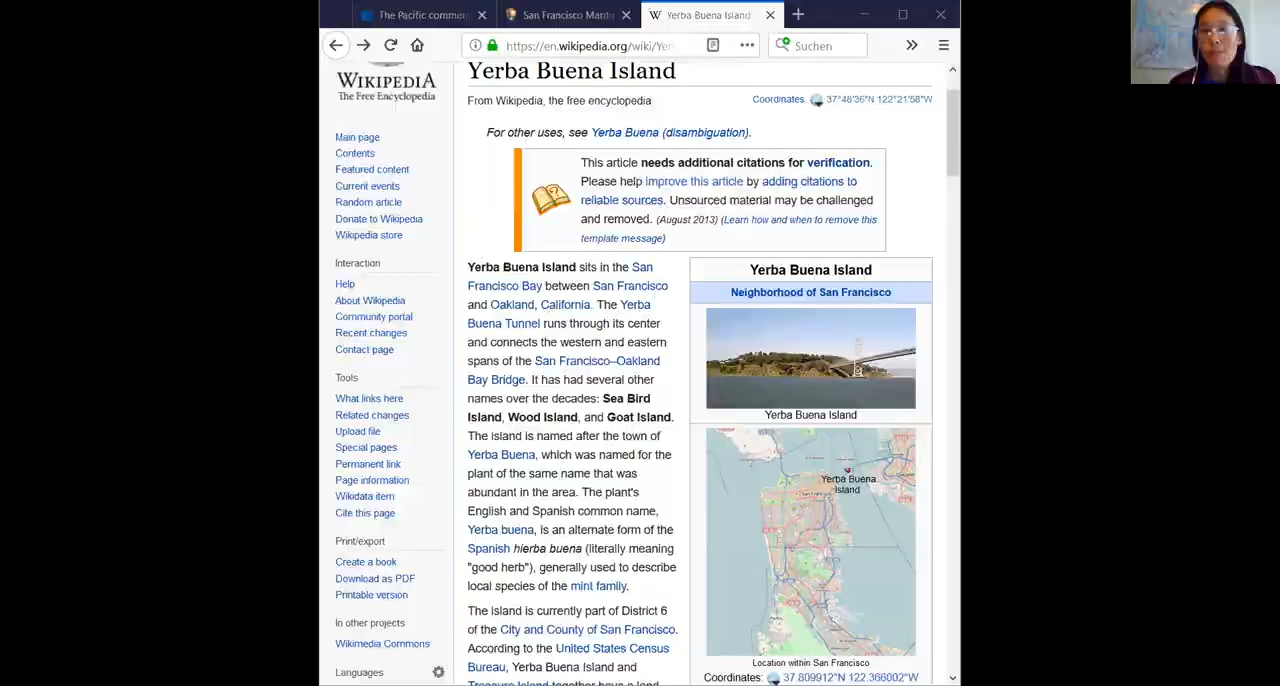 The Pacific commer
San Francisco Marit
Yerba Buena Island
https://en.wikipedia.org/wiki/Yer
Suchen
WIKIPEDIA
The Free Encyclopedia
Main page
Contents
Featured content
Current events
Random article
Donate to Wikipedia
Wikipedia store
Interaction
Help
About Wikipedia
Community portal
Recent changes
Contact page
Tools
What links here
Related changes
Upload file
Special pages
Permanent link
Page information
Wikidata item
Cite this page
Print/export
Create a book
Download as PDF
Printable version
In other projects
Wikimedia Commons
Languages
Yerba Buena Island
From Wikipedia, the free encyclopedia
Coordinates: 37°48′36″N 122°21′58″W
For other uses, see Yerba Buena (disambiguation).
This article needs additional citations for verification.
Please help improve this article by adding citations to
reliable sources. Unsourced material may be challenged
and removed. (August 2013) (Learn how and when to remove this
template message)
Yerba Buena Island sits in the San
Francisco Bay between San Francisco
and Oakland, California. The Yerba
Buena Tunnel runs through its center
and connects the western and eastern
spans of the San Francisco–Oakland
Bay Bridge. It has had several other
names over the decades: Sea Bird
Island, Wood Island, and Goat Island.
The island is named after the town of
Yerba Buena, which was named for the
plant of the same name that was
abundant in the area. The plant's
English and Spanish common name,
Yerba buena, is an alternate form of the
Spanish hierba buena (literally meaning
"good herb"), generally used to describe
local species of the mint family.
The island is currently part of District 6
of the City and County of San Francisco.
According to the United States Census
Bureau, Yerba Buena Island and
Treasure Island together have a land
Yerba Buena Island
Neighborhood of San Francisco
Yerba Buena Island
Yerba Buena
Island
Location within San Francisco
Coordinates: 37.809912°N 122.366002°W